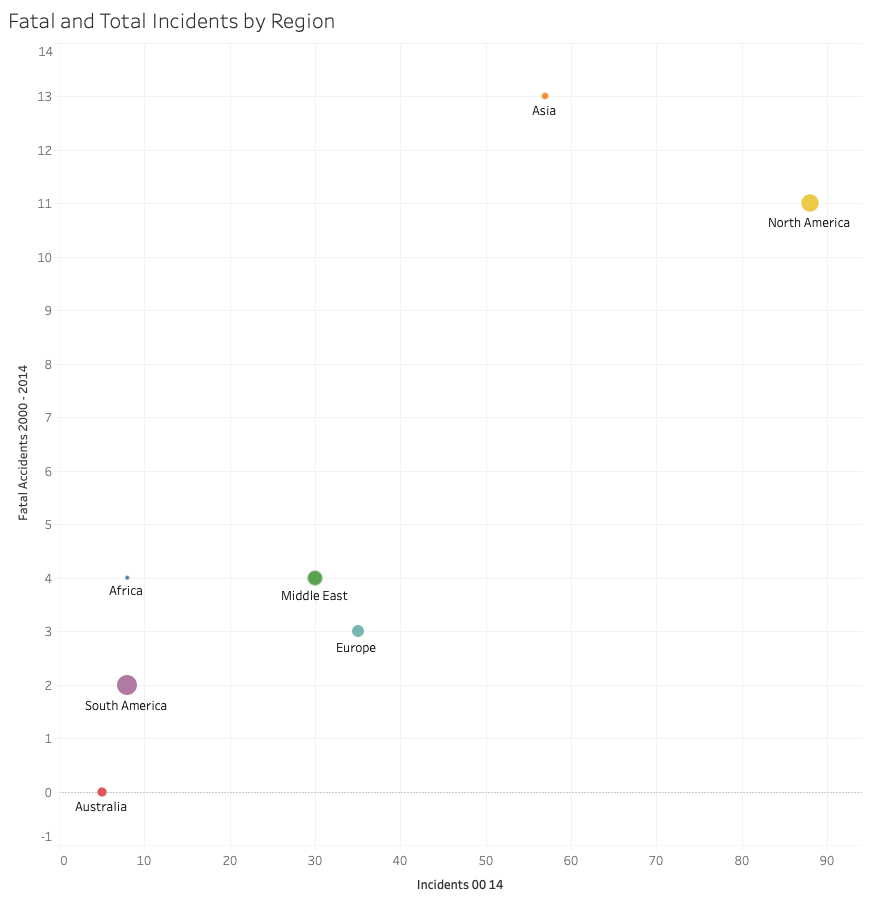 Fatal and Total Incidents by Region
14
13
Asia
12
11
North America
10
9
8
Fatal Accidents 2000 - 2014
7
6
5
4
Africa
Middle East
3
Europe
2
South America
1
0
Australia
-1
0 10 20 30 40 50 60 70 80 90
Incidents 00 14